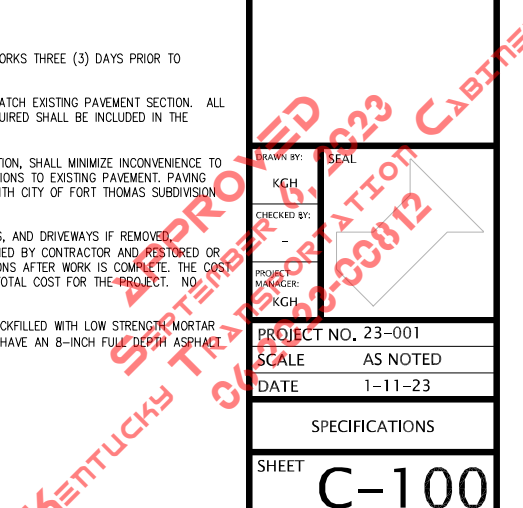 ORKS THREE (3) DAYS PRIOR TO
ATCH EXISTING PAVEMENT SECTION. ALL
UIRED SHALL BE INCLUDED IN THE
TION, SHALL MINIMIZE INCONVENIENCE TO
IONS TO EXISTING PAVEMENT. PAVING
ITH CITY OF FORT THOMAS SUBDIVISION
S, AND DRIVEWAYS IF REMOVED,
NED BY CONTRACTOR AND RESTORED OR
ONS AFTER WORK IS COMPLETE. THE COST
TOTAL COST FOR THE PROJECT. NO
CKFILLED WITH LOW STRENGTH MORTAR
HAVE AN 8-INCH FULL DEPTH ASPHALT
DRAWN BY:
KGH
CHECKED BY:
-
PROJECT
MANAGER:
KGH
SEAL
PROJECT NO. 23-001
SCALE AS NOTED
DATE 1-11-23
SPECIFICATIONS
SHEET
C-100
APPROVED
SEPTEMBER 6, 2023
KENTUCKY TRANSPORTATION CABINE
06-2023-00812